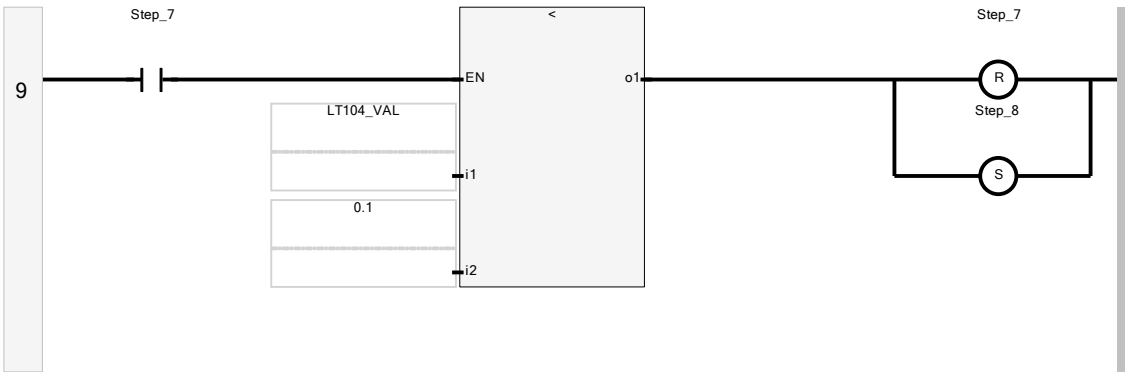 Step_7
<
Step_7
9
EN
o1
R
LT104_VAL
Step_8
i1
S
0.1
i2